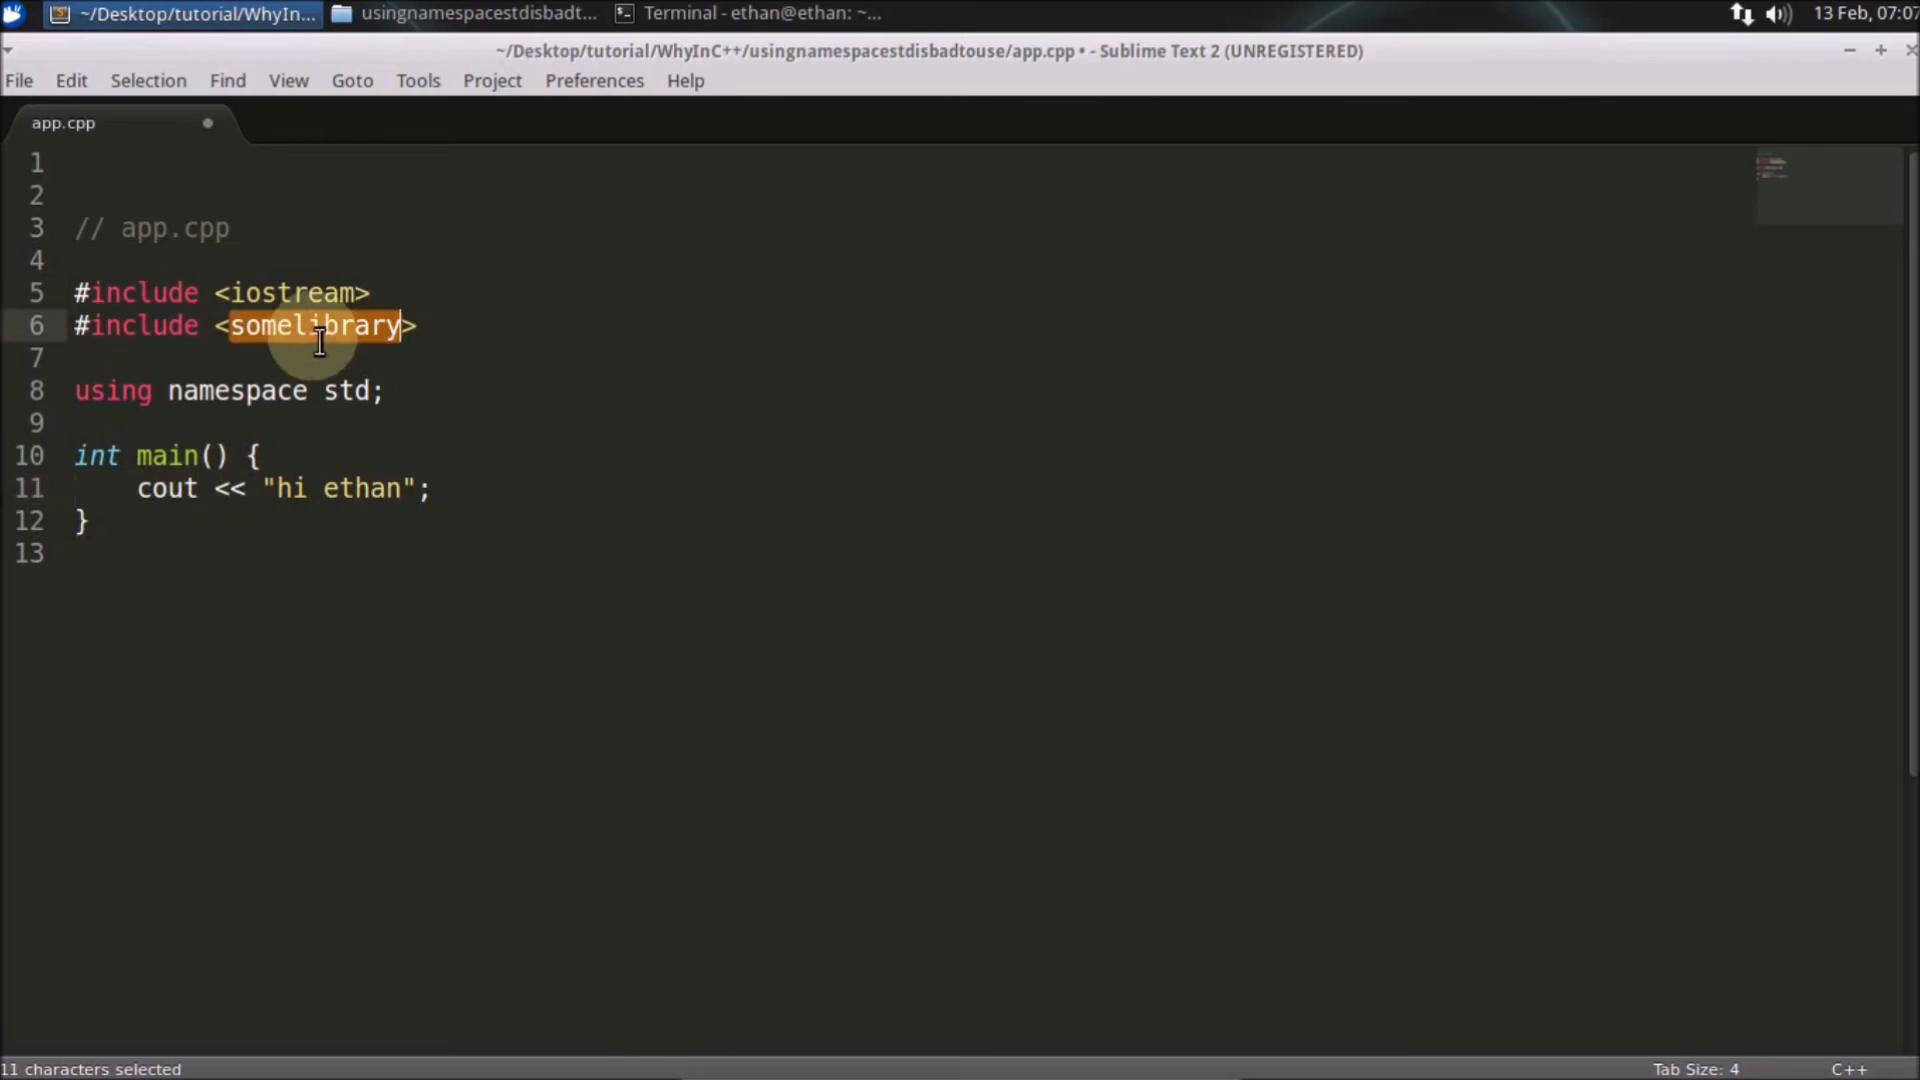 ~/Desktop/tutorial/WhyIn... usingnamespacestdisbadt... Terminal - ethan@ethan: ~... 13 Feb, 07:07
~/Desktop/tutorial/WhyInC++/usingnamespacestdisbadtouse/app.cpp • - Sublime Text 2 (UNREGISTERED)
File Edit Selection Find View Goto Tools Project Preferences Help
app.cpp
1
2
3 // app.cpp
4
5 #include <iostream>
6 #include <somelibrary>
7
8 using namespace std;
9
10 int main() {
11 cout << "hi ethan";
12 }
13
11 characters selected Tab Size: 4 C++